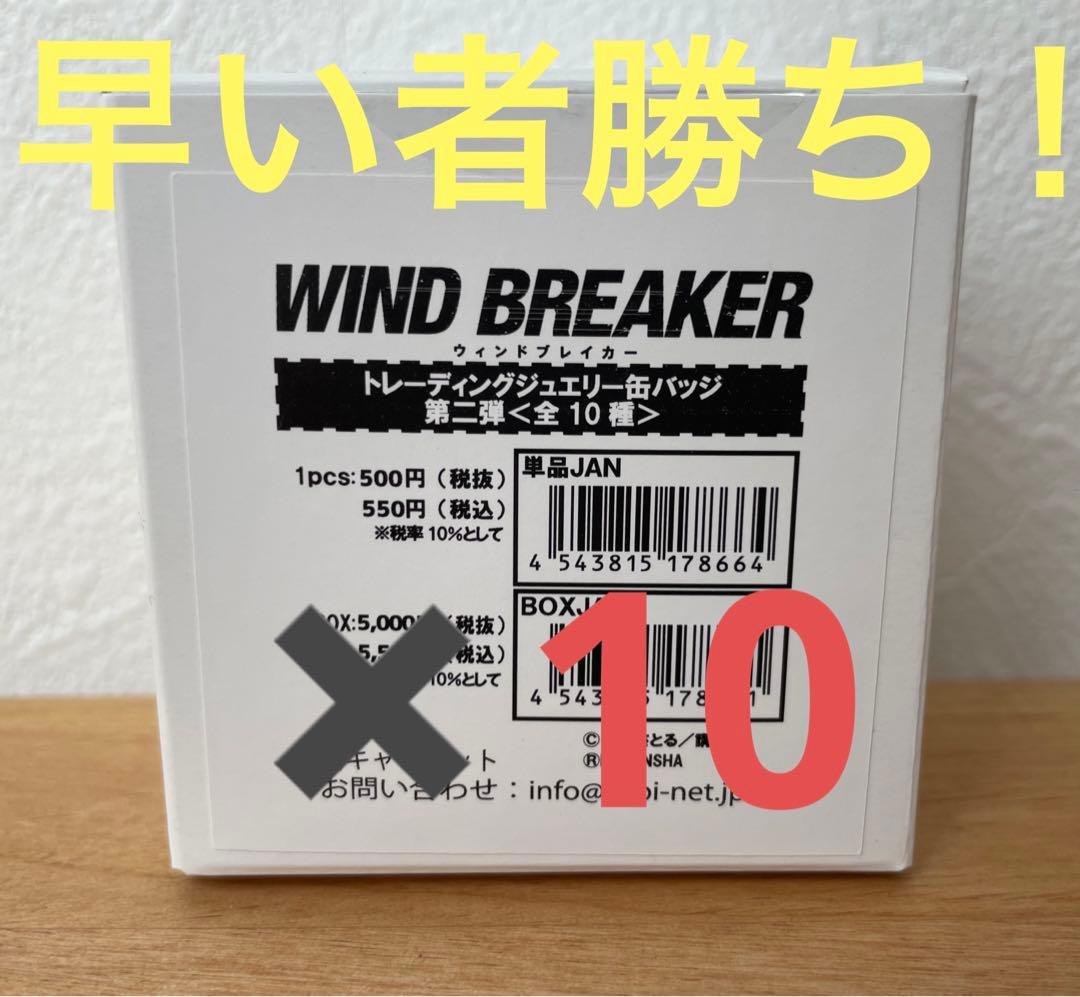 早い者勝ち！
WIND BREAKER
ウィンドブレイカー
トレーディングジュエリー缶バッジ
第二弾<全10種>
1pcs:500円（税抜）
550円（税込）
※税率10%として
単品JAN
4 543815 178664
:5,000 税抜）
税込）
10%として
✖10
お問い合わせ：info@